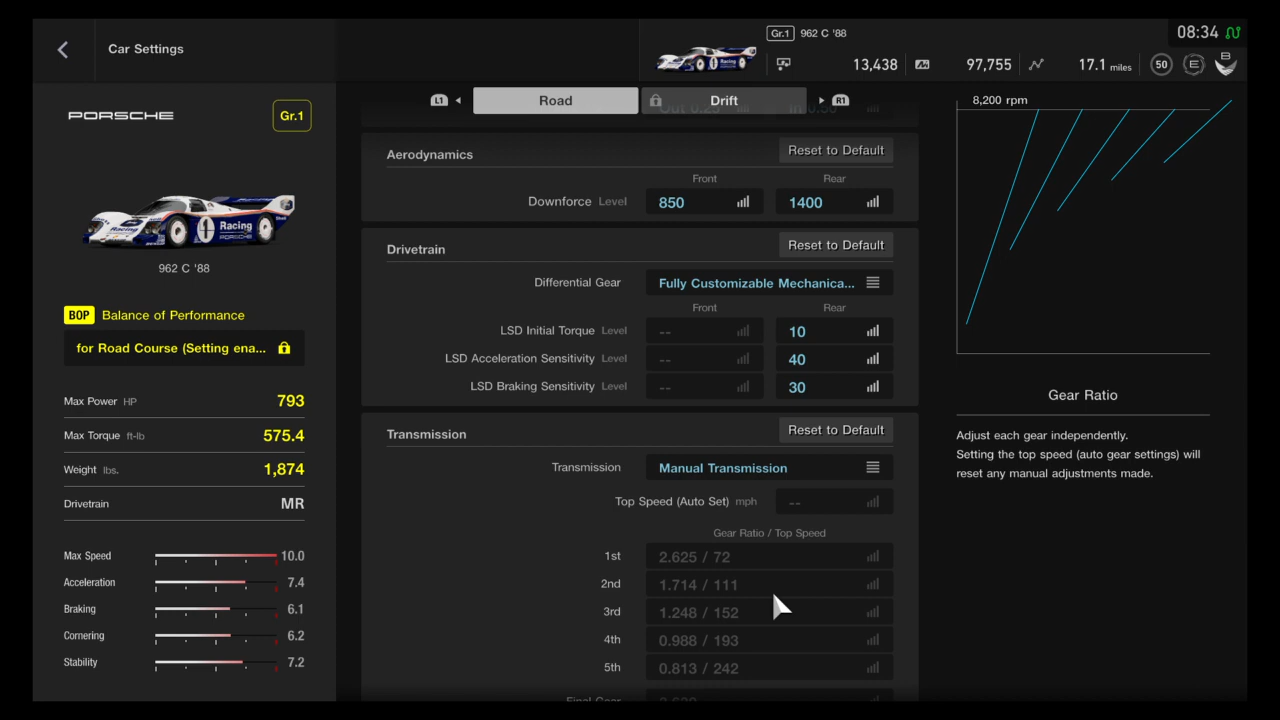 Car Settings
Gr.1 962 C '88
08:34
13,438
97,755
17.1 miles
50
E
B
L1
Road
Drift
R1
PORSCHE
Gr.1
1 Racing
PORSCHE
962 C '88
BOP Balance of Performance
for Road Course (Setting ena...
Max Power HP 793
Max Torque ft-lb 575.4
Weight lbs. 1,874
Drivetrain MR
Max Speed 10.0
Acceleration 7.4
Braking 6.1
Cornering 6.2
Stability 7.2
Aerodynamics Reset to Default
Front Rear
Downforce Level 850 1400
Drivetrain Reset to Default
Differential Gear Fully Customizable Mechanica...
Front Rear
LSD Initial Torque Level -- 10
LSD Acceleration Sensitivity Level -- 40
LSD Braking Sensitivity Level -- 30
Transmission Reset to Default
Transmission Manual Transmission
Top Speed (Auto Set) mph --
Gear Ratio / Top Speed
1st 2.625 / 72
2nd 1.714 / 111
3rd 1.248 / 152
4th 0.988 / 193
5th 0.813 / 242
Final Gear
8,200 rpm
Gear Ratio
Adjust each gear independently.
Setting the top speed (auto gear settings) will
reset any manual adjustments made.